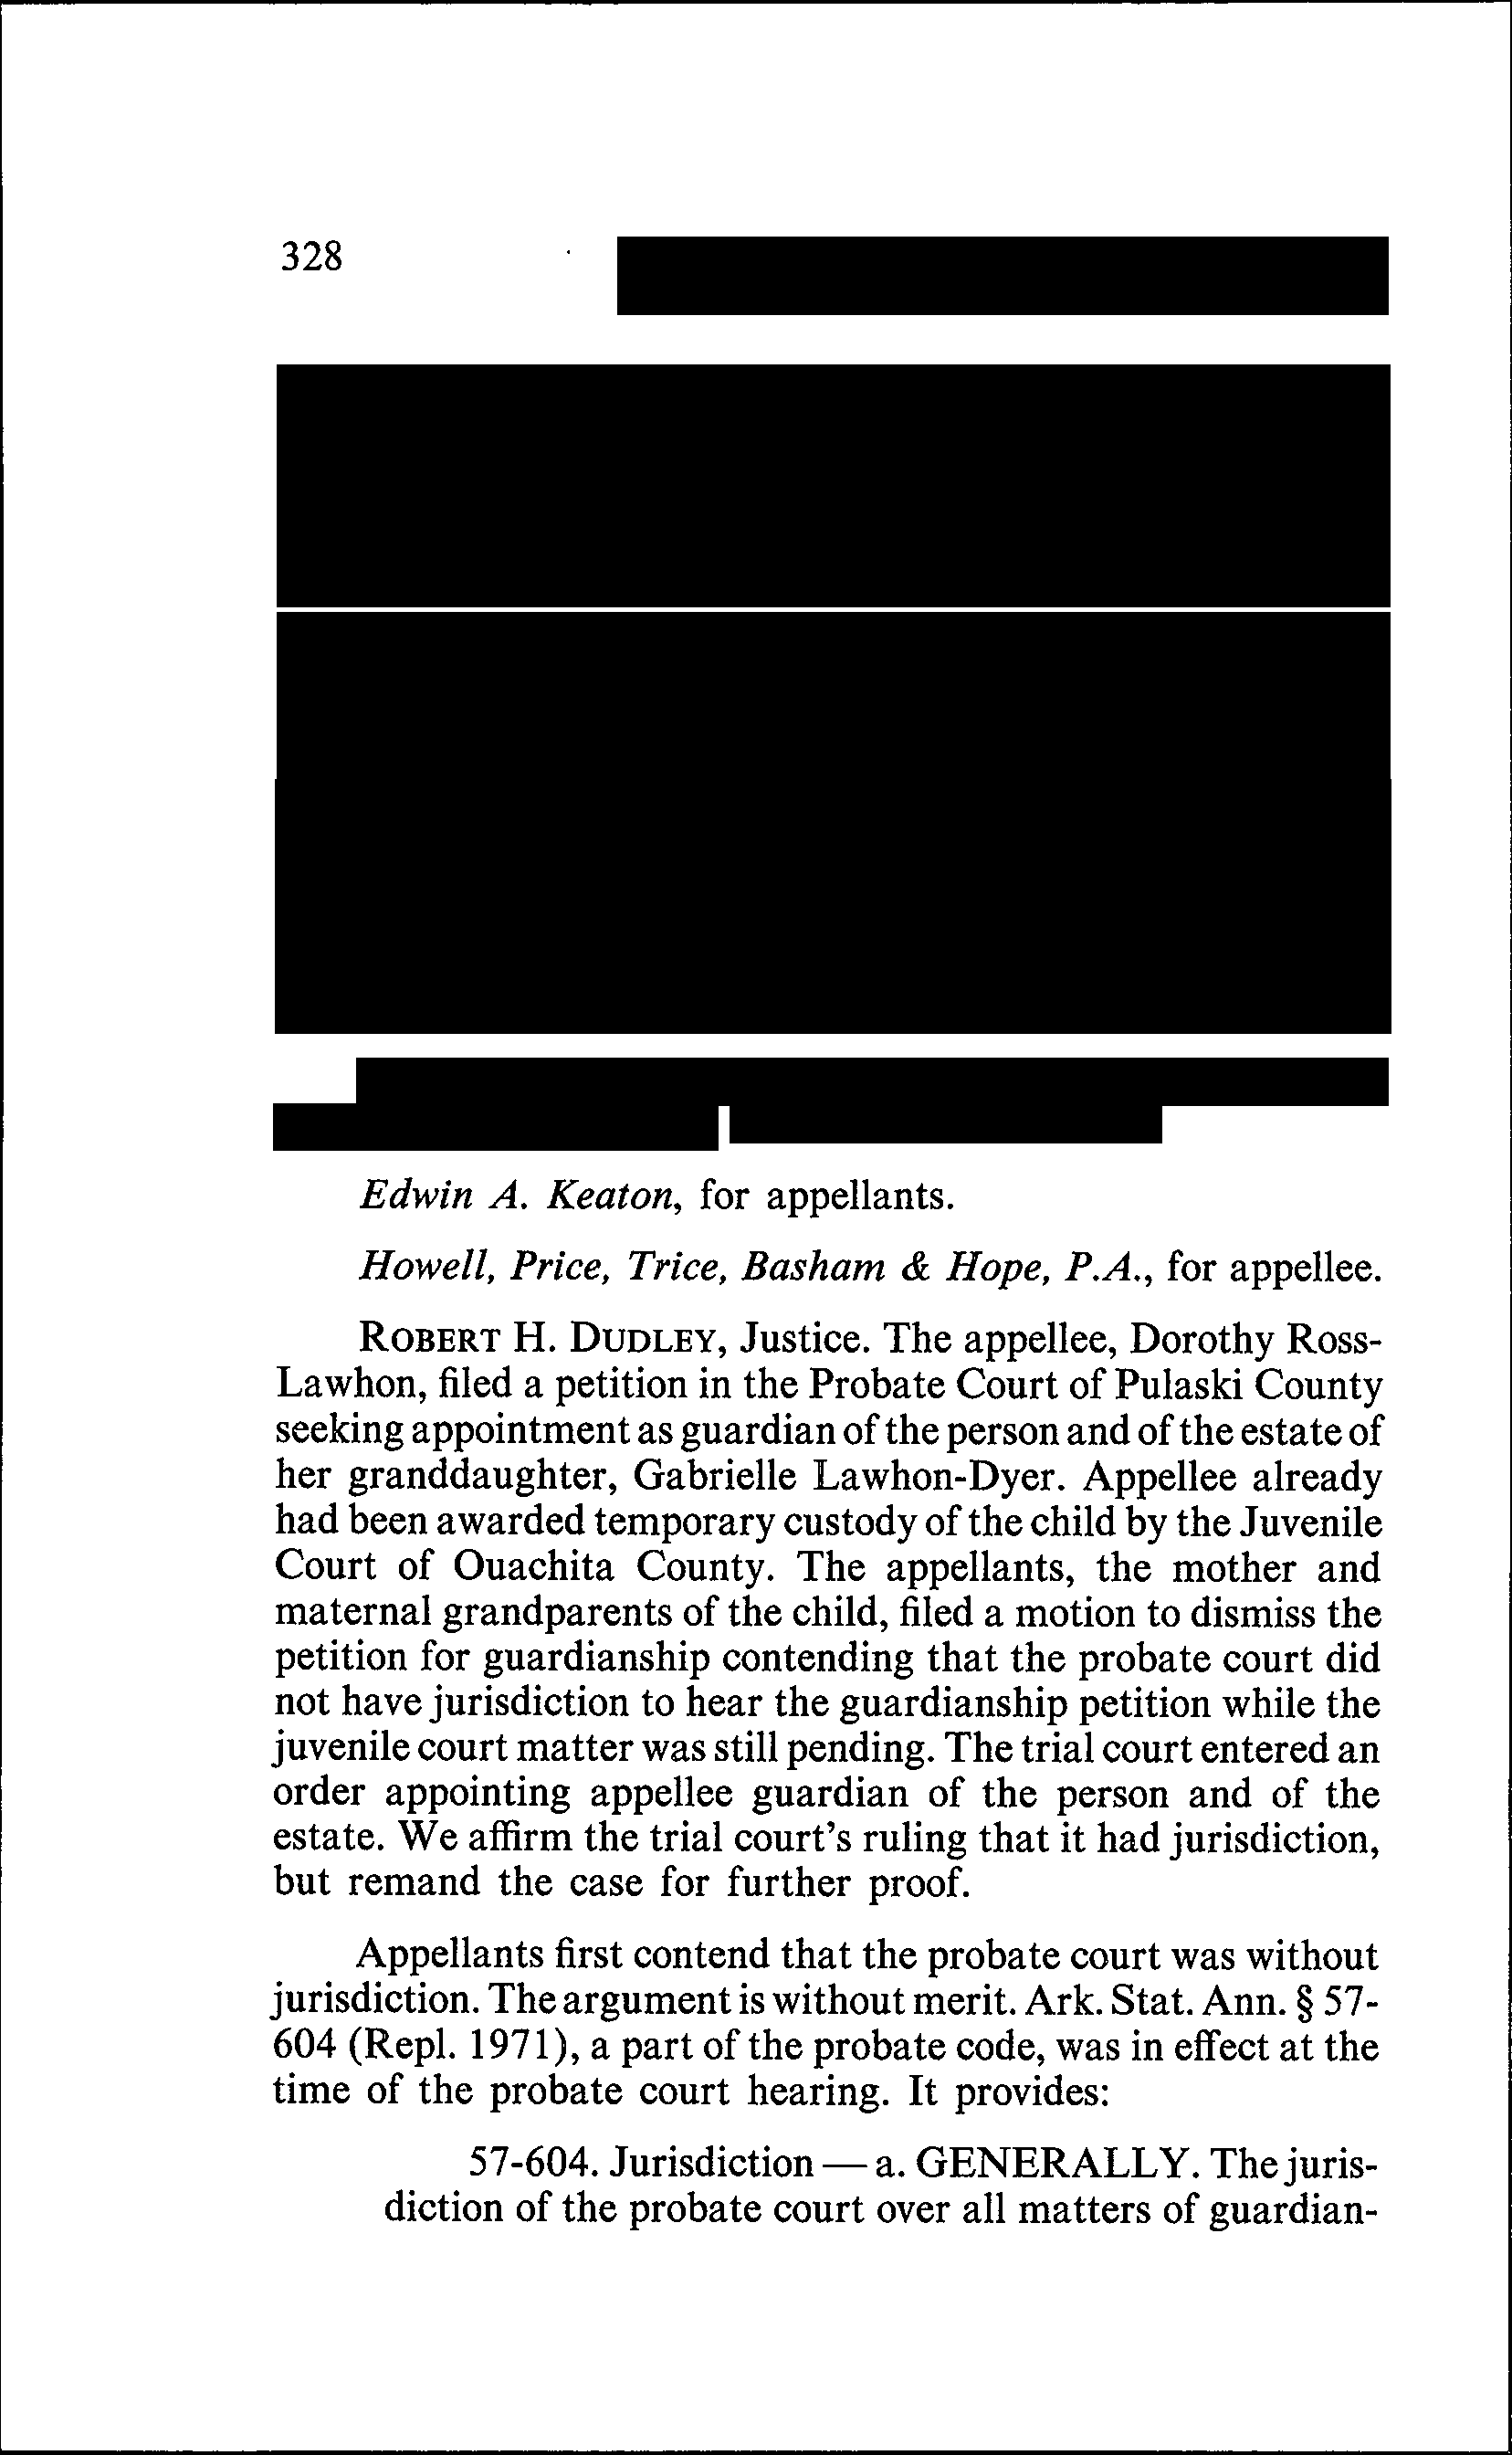 328
Edwin A. Keaton, for appellants.
Howell, Price, Trice, Basham & Hope, P.A., for appellee.
ROBERT H. DUDLEY, Justice. The appellee, Dorothy Ross-
Lawhon, filed a petition in the Probate Court of Pulaski County
seeking appointment as guardian of the person and of the estate of
her granddaughter, Gabrielle Lawhon-Dyer. Appellee already
had been awarded temporary custody of the child by the Juvenile
Court of Ouachita County. The appellants, the mother and
maternal grandparents of the child, filed a motion to dismiss the
petition for guardianship contending that the probate court did
not have jurisdiction to hear the guardianship petition while the
juvenile court matter was still pending. The trial court entered an
order appointing appellee guardian of the person and of the
estate. We affirm the trial court's ruling that it had jurisdiction,
but remand the case for further proof.
Appellants first contend that the probate court was without
jurisdiction. The argument is without merit. Ark. Stat. Ann. § 57-
604 (Repl. 1971), a part of the probate code, was in effect at the
time of the probate court hearing. It provides:
57-604. Jurisdiction — a. GENERALLY. The juris-
diction of the probate court over all matters of guardian-